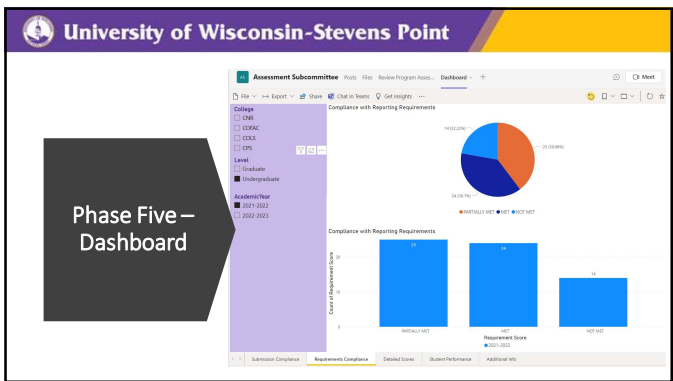 University of Wisconsin-Stevens Point
Phase Five –
Dashboard
AS Assessment Subcommittee Posts Files Review Program Asses... Dashboard +
Meet
File Export Share Chat in Teams Get insights ...
College
CNR
COFAC
COLS
CPS
Level
Graduate
Undergraduate
AcademicYear
2021-2022
2022-2023
Compliance with Reporting Requirements
14 (22.22%)
25 (39.68%)
24 (38.1%)
PARTIALLY MET MET NOT MET
Compliance with Reporting Requirements
Count of Requirement Score
20
10
0
25
24
14
PARTIALLY MET
MET
NOT MET
Requirement Score
2021-2022
Submission Compliance Requirements Compliance Detailed Scores Student Performance Additional Info